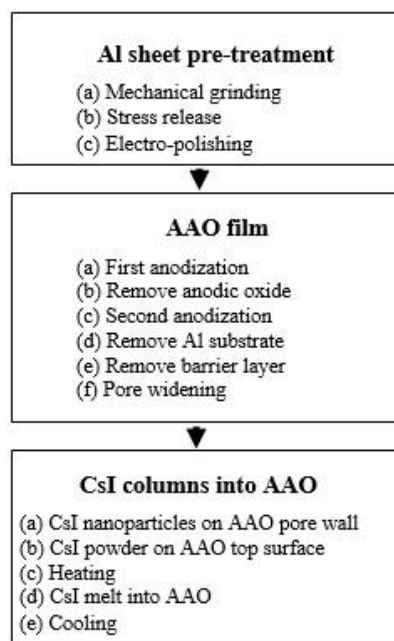 Al sheet pre-treatment
(a) Mechanical grinding
(b) Stress release
(c) Electro-polishing
AAO film
(a) First anodization
(b) Remove anodic oxide
(c) Second anodization
(d) Remove Al substrate
(e) Remove barrier layer
(f) Pore widening
CsI columns into AAO
(a) CsI nanoparticles on AAO pore wall
(b) CsI powder on AAO top surface
(c) Heating
(d) CsI melt into AAO
(e) Cooling